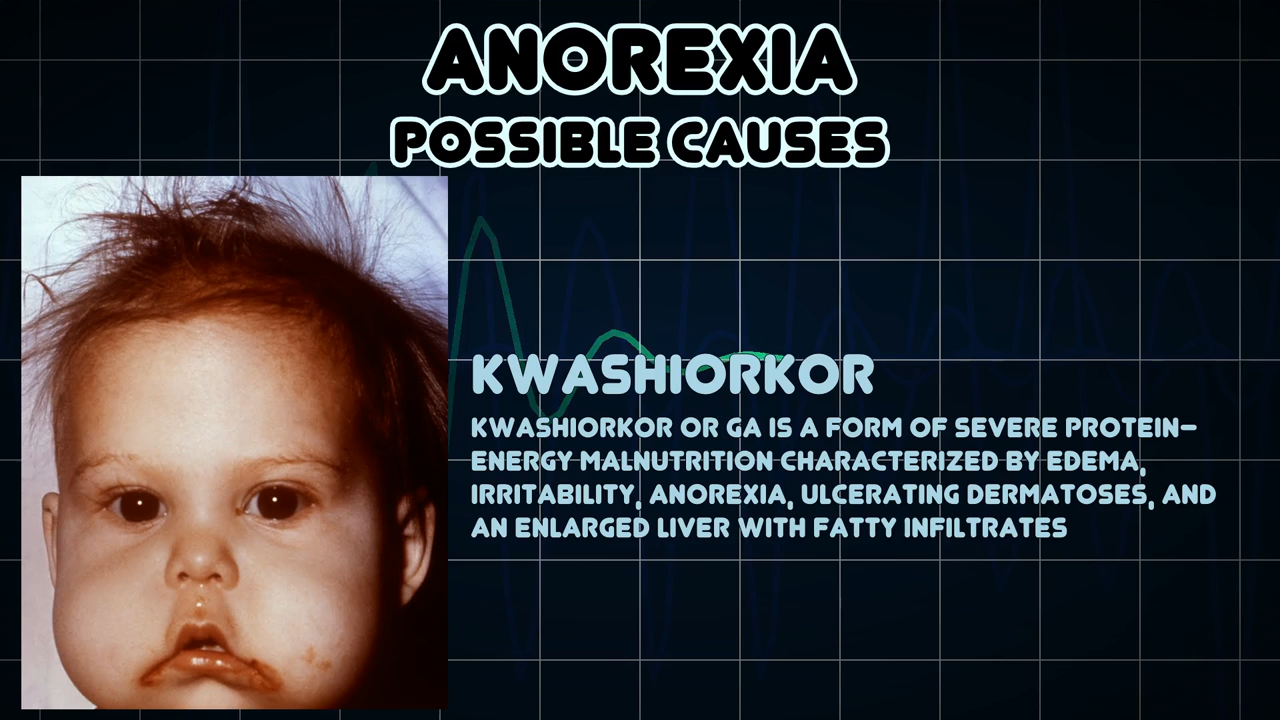 ANOREXIA
POSSIBLE CAUSES
KWASHIORKOR
KWASHIORKOR OR GA IS A FORM OF SEVERE PROTEIN-
ENERGY MALNUTRITION CHARACTERIZED BY EDEMA,
IRRITABILITY, ANOREXIA, ULCERATING DERMATOSES, AND
AN ENLARGED LIVER WITH FATTY INFILTRATES